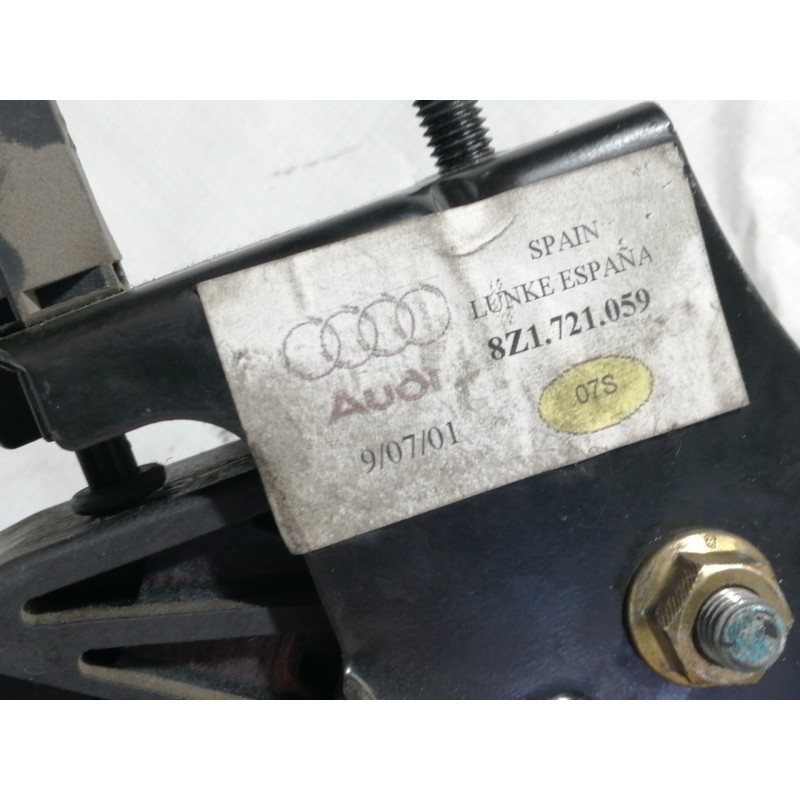 SPAIN
LUNKE ESPAÑA
8Z1.721.059
Audi
07S
9/07/01